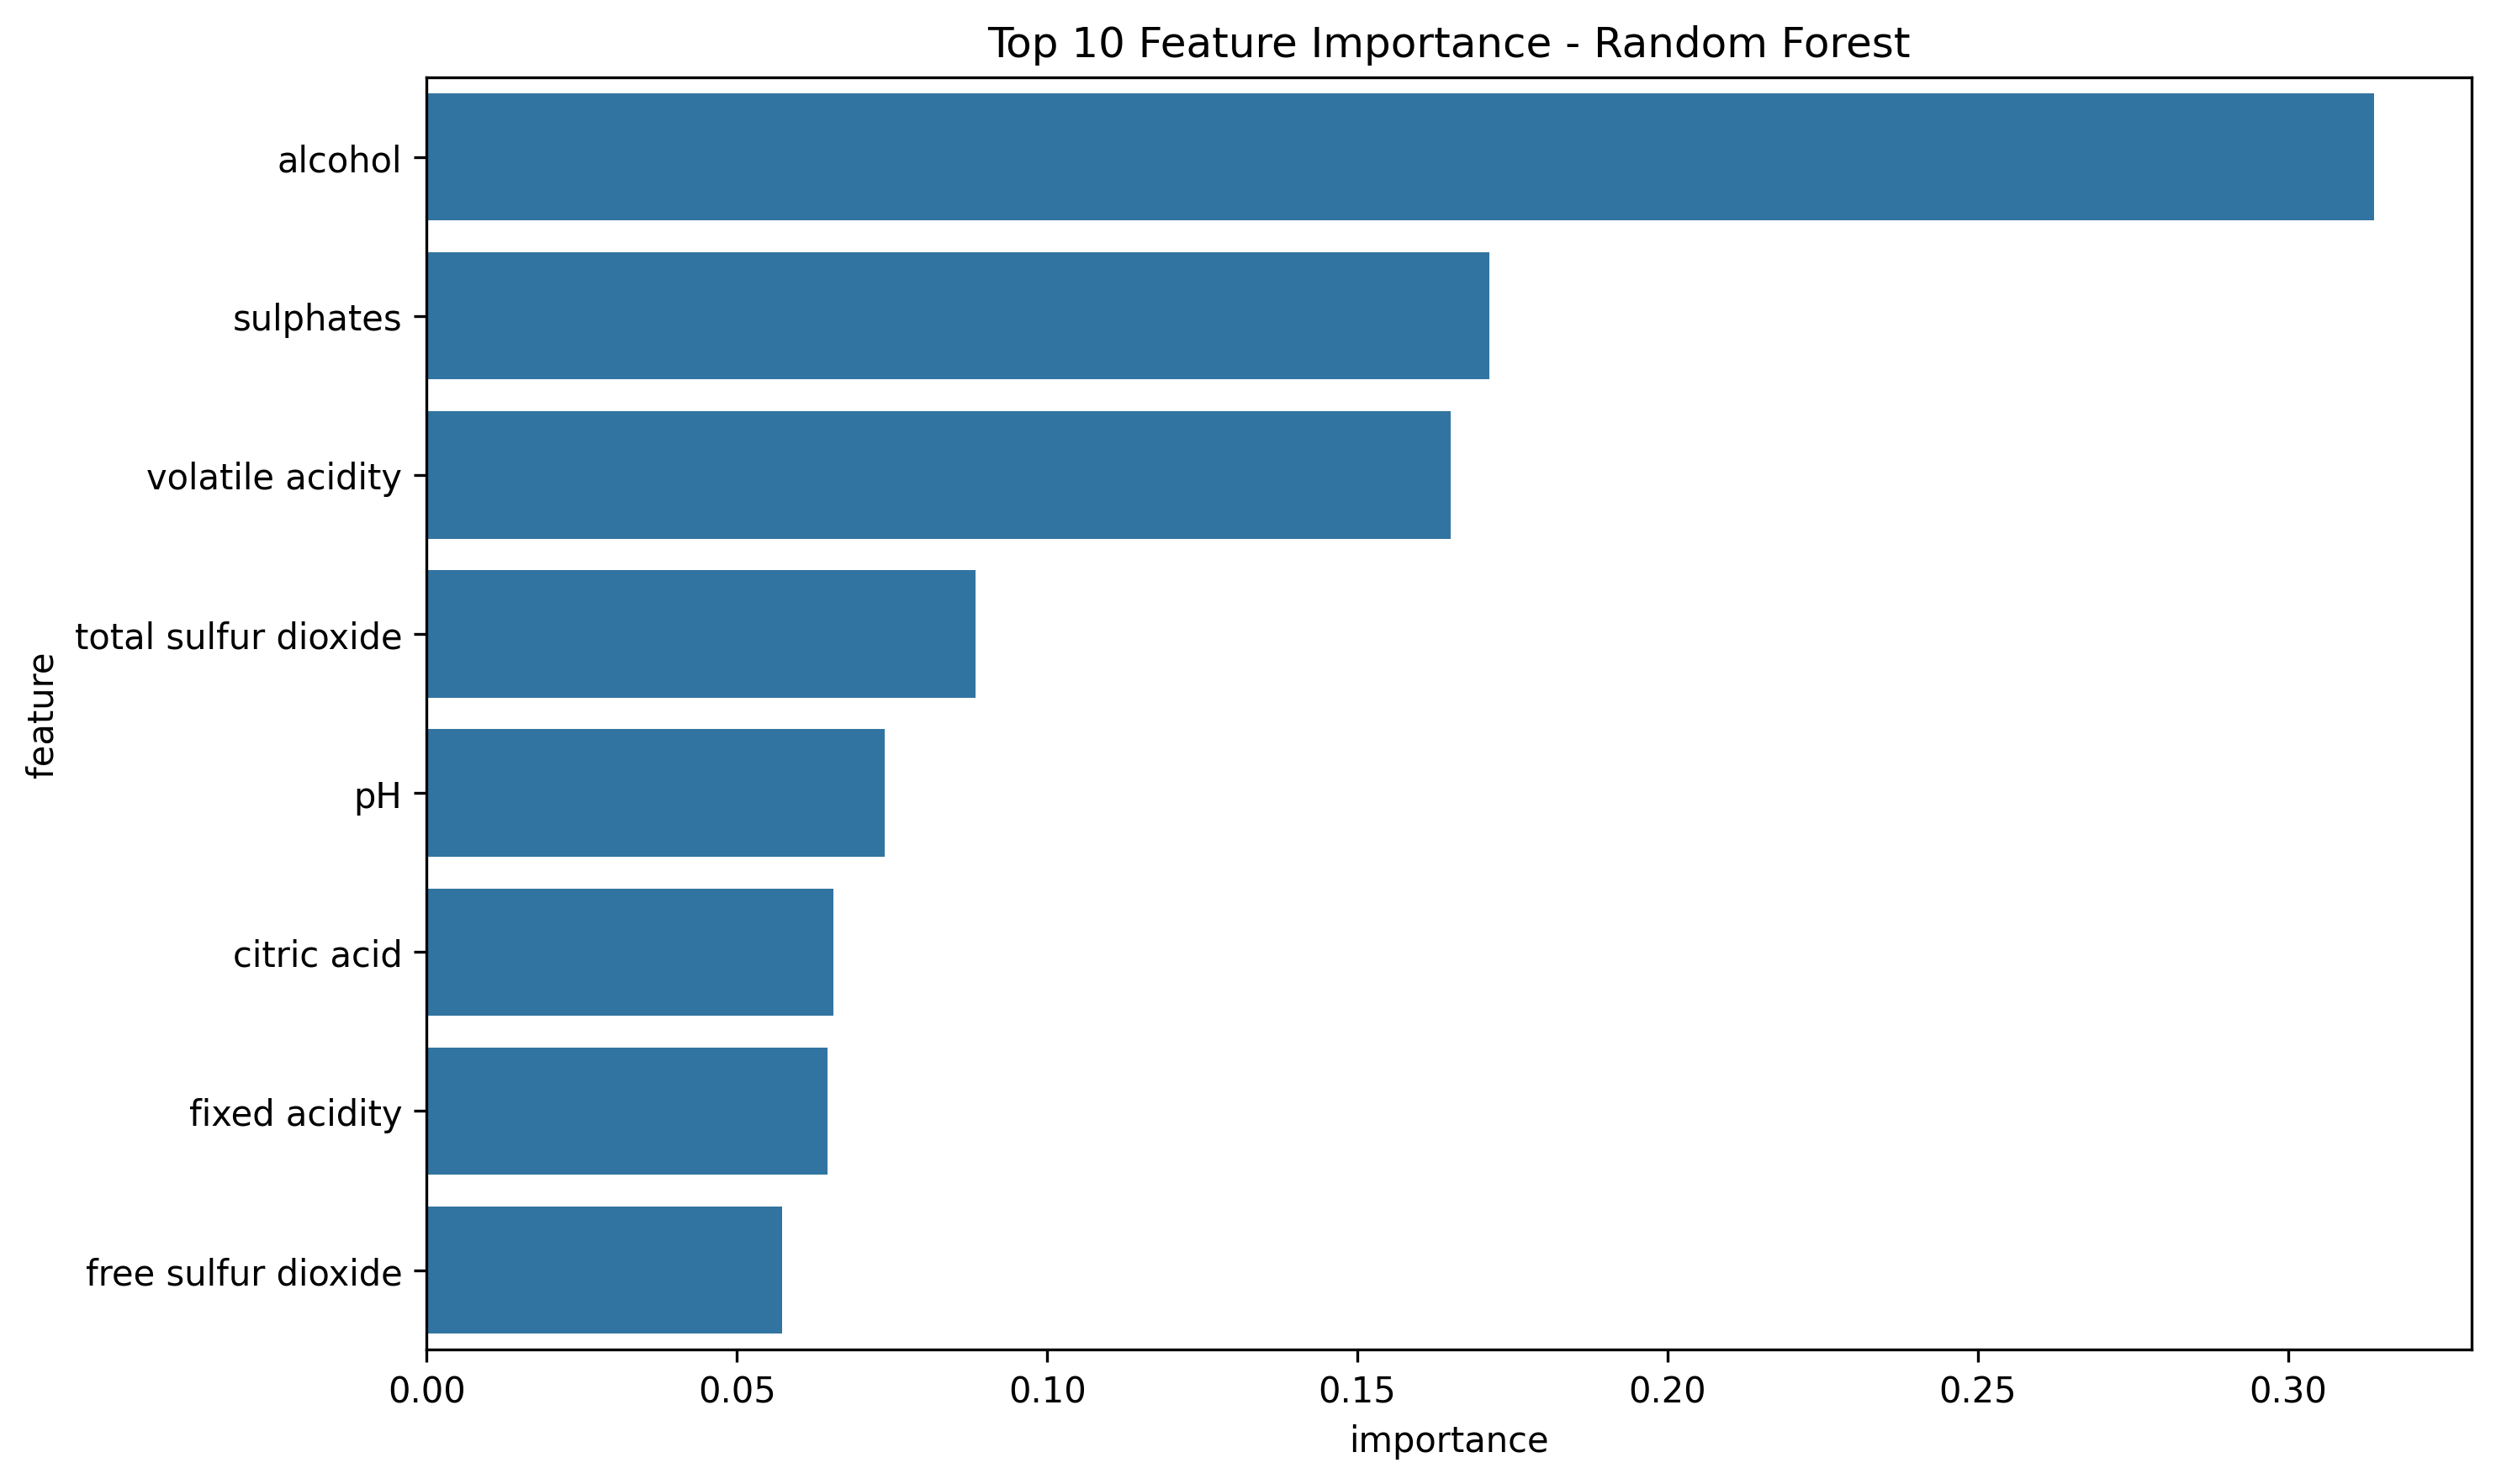 Top 10 Feature Importance - Random Forest
feature
alcohol
sulphates
volatile acidity
total sulfur dioxide
pH
citric acid
fixed acidity
free sulfur dioxide
0.00 0.05 0.10 0.15 0.20 0.25 0.30
importance